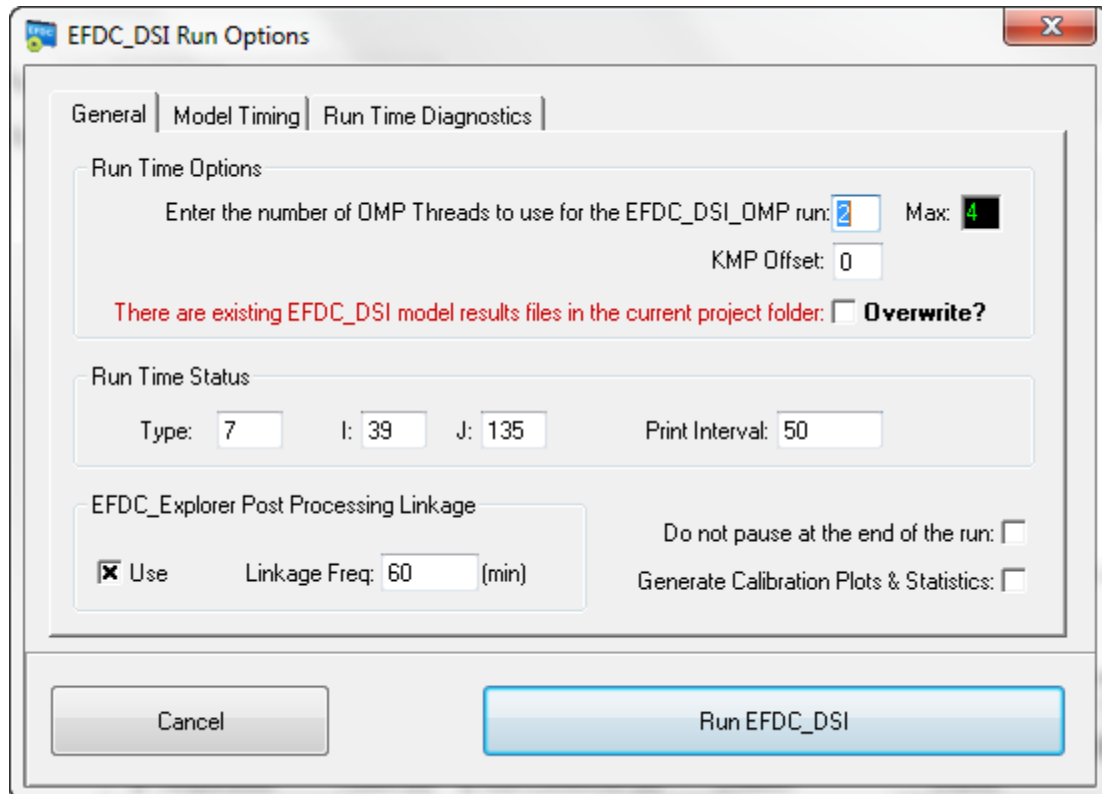 EFDC_DSI Run Options
General Model Timing Run Time Diagnostics
Run Time Options
Enter the number of OMP Threads to use for the EFDC_DSI_OMP run: 2 Max: 4
KMP Offset: 0
There are existing EFDC_DSI model results files in the current project folder: Overwrite?
Run Time Status
Type: 7 I: 39 J: 135 Print Interval: 50
EFDC_Explorer Post Processing Linkage
Use Linkage Freq: 60 (min)
Do not pause at the end of the run:
Generate Calibration Plots & Statistics:
Cancel Run EFDC_DSI